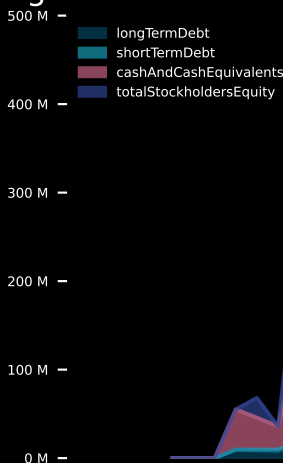 500 M
longTermDebt
shortTermDebt
cashAndCashEquivalents
totalStockholdersEquity
400 M
300 M
200 M
100 M
0 M